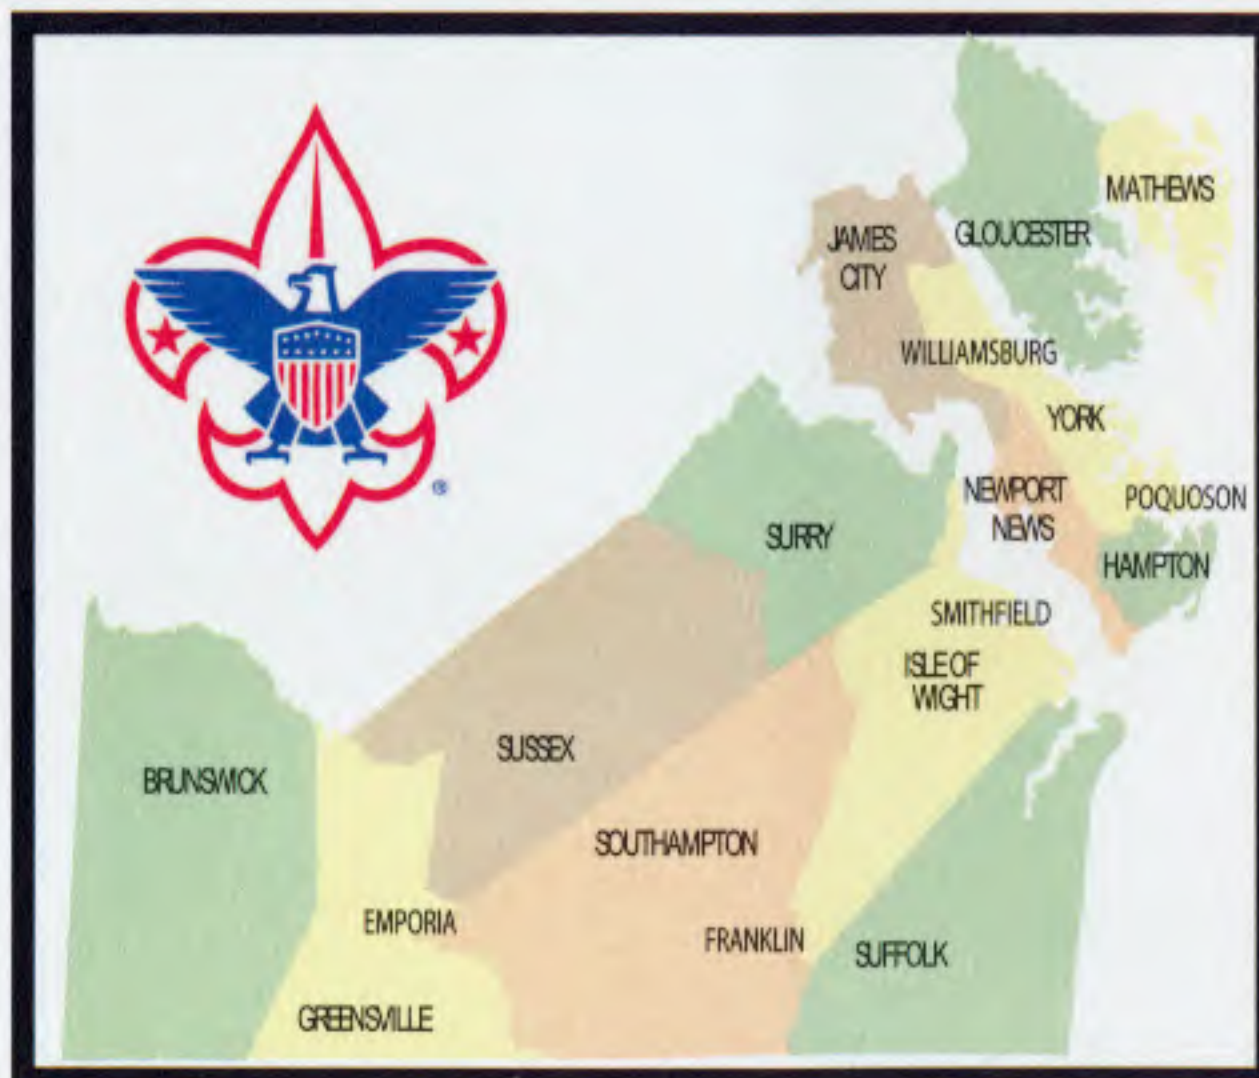 MATHEWS
JAMES
CITY
GLOUCESTER
WILLIAMSBURG
YORK
NEWPORT
NEWS
POQUOSON
SURRY
HAMPTON
SMITHFIELD
ISLE OF
WIGHT
SUSSEX
BRUNSWICK
SOUTHAMPTON
EMPORIA
FRANKLIN
SUFFOLK
GREENSVILLE
®